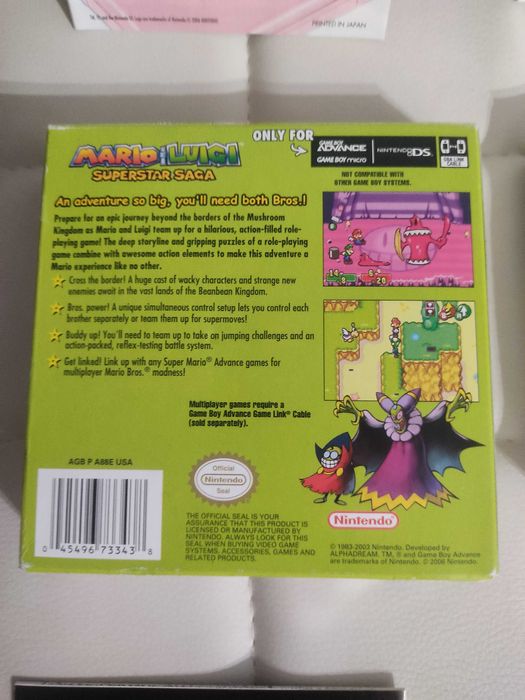 PRINTED IN JAPAN
MARIO & LUIGI
SUPERSTAR SAGA
ONLY FOR
GAME BOY
ADVANCE
GAME BOY micro
NINTENDO DS
GBA LINK
CABLE
NOT COMPATIBLE WITH
OTHER GAME BOY SYSTEMS.
An adventure so big, you'll need both Bros.!
Prepare for an epic journey beyond the borders of the Mushroom
Kingdom as Mario and Luigi team up for a hilarious, action-filled role-
playing game! The deep storyline and gripping puzzles of a role-playing
game combine with awesome action elements to make this adventure a
Mario experience like no other.
Cross the border! A huge cast of wacky characters and strange new
enemies await in the vast lands of the Beanbean Kingdom.
Bros. power! A unique simultaneous control setup lets you control each
brother separately or team them up for supermoves!
Buddy up! You'll need to team up to take on jumping challenges and an
action-packed, reflex-testing battle system.
Get linked! Link up with any Super Mario® Advance games for
multiplayer Mario Bros.® madness!
Multiplayer games require a
Game Boy Advance Game Link® Cable
(sold separately).
AGB P A88E USA
0 45496 73343 8
Official
Nintendo
Seal
THE OFFICIAL SEAL IS YOUR
ASSURANCE THAT THIS PRODUCT IS
LICENSED OR MANUFACTURED BY
NINTENDO. ALWAYS LOOK FOR THIS
SEAL WHEN BUYING VIDEO GAME
SYSTEMS, ACCESSORIES, GAMES AND
RELATED PRODUCTS.
Nintendo
© 1983-2003 Nintendo. Developed by
ALPHADREAM. TM, ® and Game Boy Advance
are trademarks of Nintendo. © 2006 Nintendo.